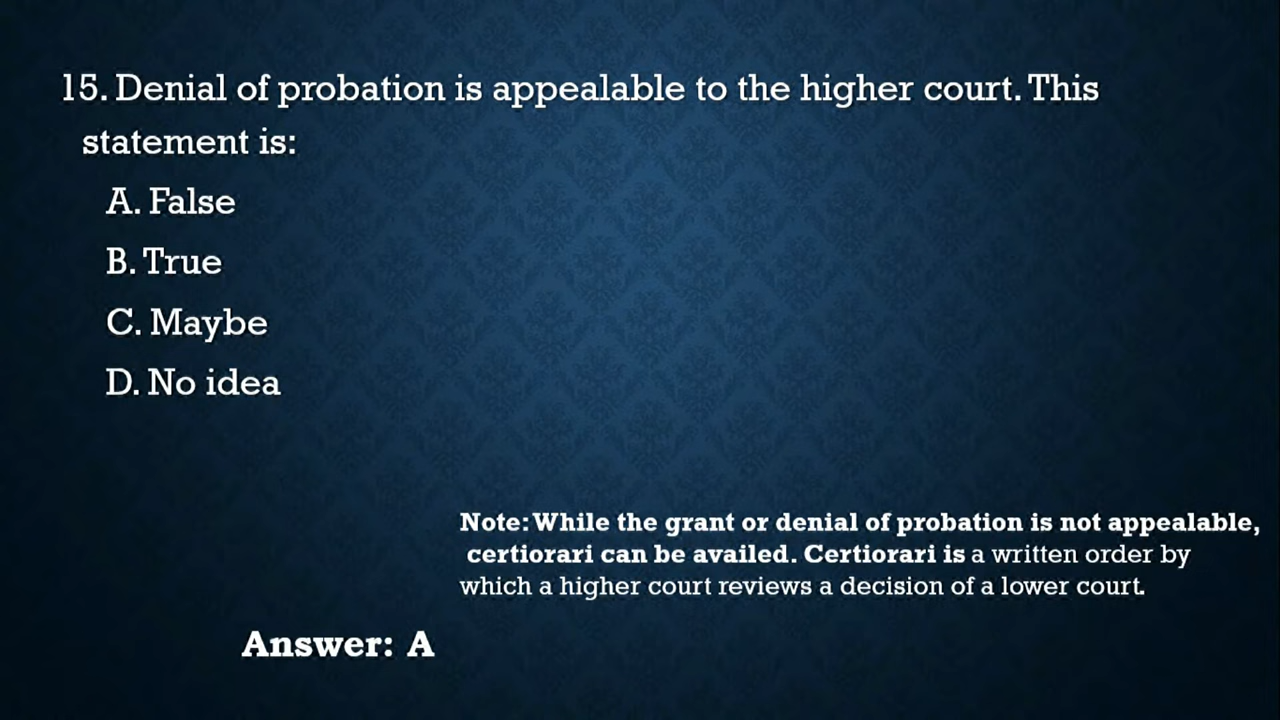 15. Denial of probation is appealable to the higher court. This
statement is:
A. False
B. True
C. Maybe
D. No idea
Note: While the grant or denial of probation is not appealable,
certiorari can be availed. Certiorari is a written order by
which a higher court reviews a decision of a lower court.
Answer: A